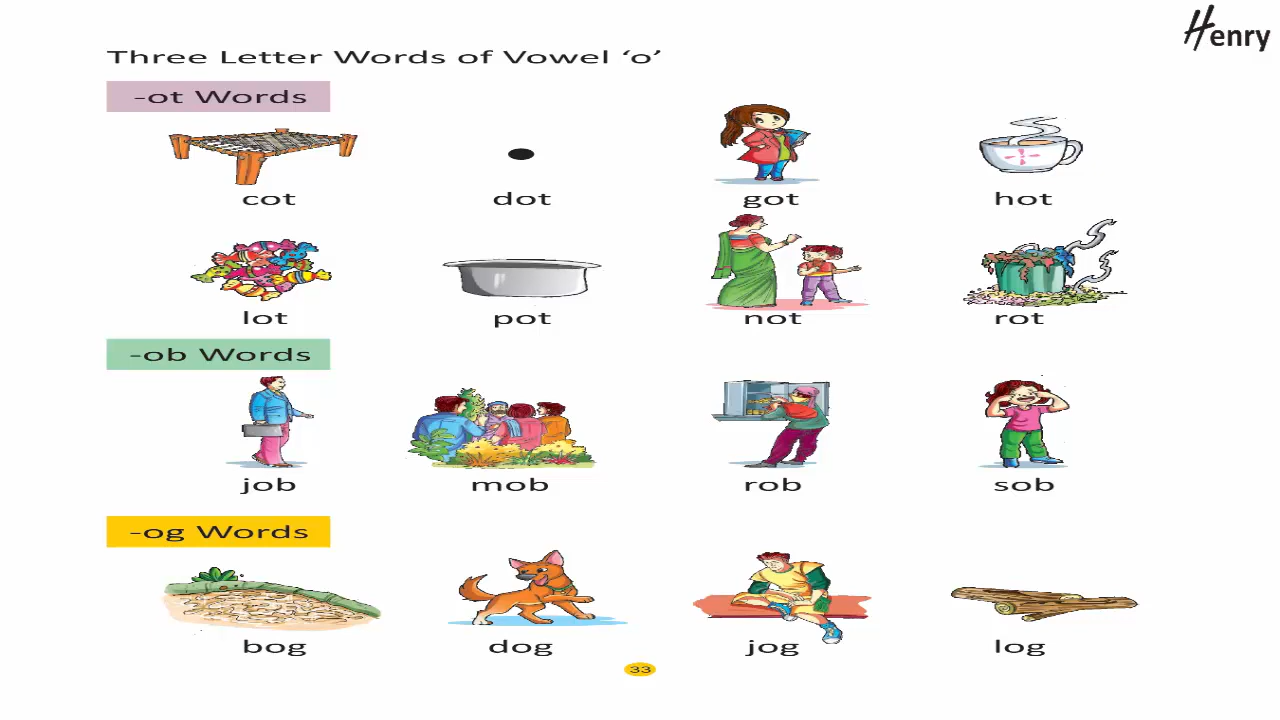 Henry
Three Letter Words of Vowel ‘o’
-ot Words
cot dot got hot
lot pot not rot
-ob Words
job mob rob sob
-og Words
bog dog jog log
33